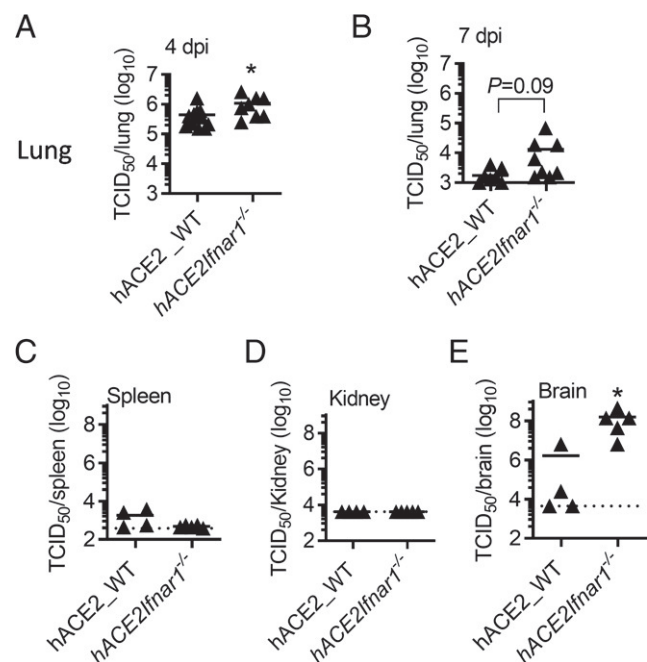 A
4 dpi
*
TCID50/lung (log10)
7
6
5
4
3
hACE2_WT
hACE2Ifnar1-/-
Lung
B
7 dpi
P=0.09
TCID50/lung (log10)
7
6
5
4
3
hACE2_WT
hACE2Ifnar1-/-
C
Spleen
TCID50/spleen (log10)
8
6
4
2
hACE2_WT
hACE2Ifnar1-/-
D
Kidney
TCID50/Kidney (log10)
8
6
4
2
hACE2_WT
hACE2Ifnar1-/-
E
Brain
*
TCID50/brain (log10)
8
6
4
2
hACE2_WT
hACE2Ifnar1-/-